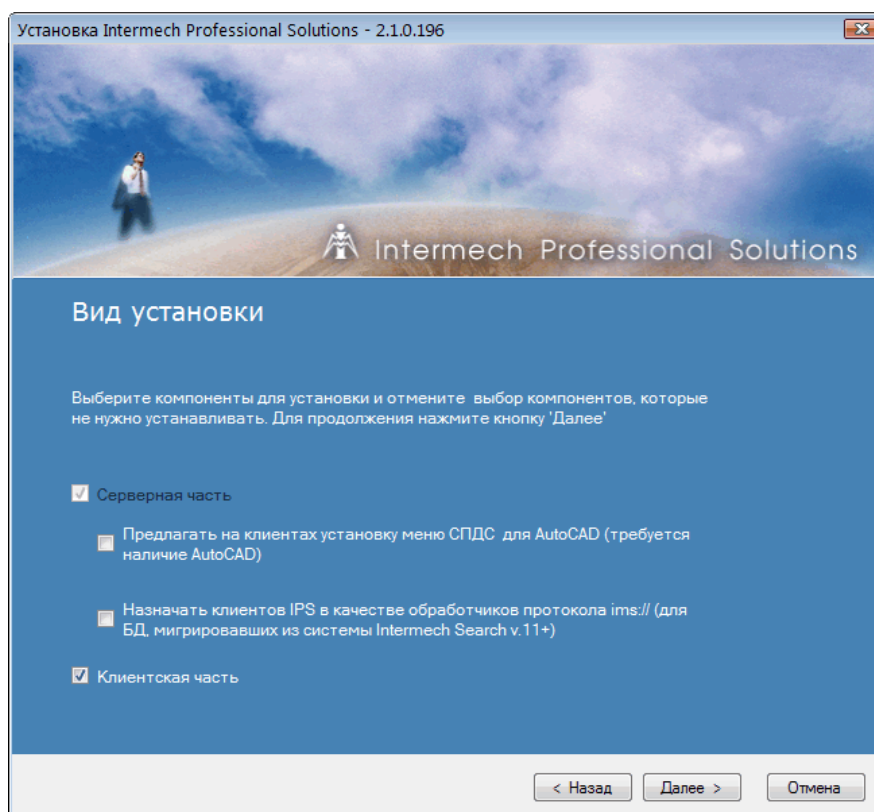 Установка Intermech Professional Solutions - 2.1.0.196
Intermech Professional Solutions
Вид установки
Выберите компоненты для установки и отмените выбор компонентов, которые
не нужно устанавливать. Для продолжения нажмите кнопку 'Далее'
Серверная часть
Предлагать на клиентах установку меню СПДС для AutoCAD (требуется
наличие AutoCAD)
Назначать клиентов IPS в качестве обработчиков протокола ims:// (для
БД, мигрировавших из системы Intermech Search v.11+)
Клиентская часть
< Назад Далее > Отмена